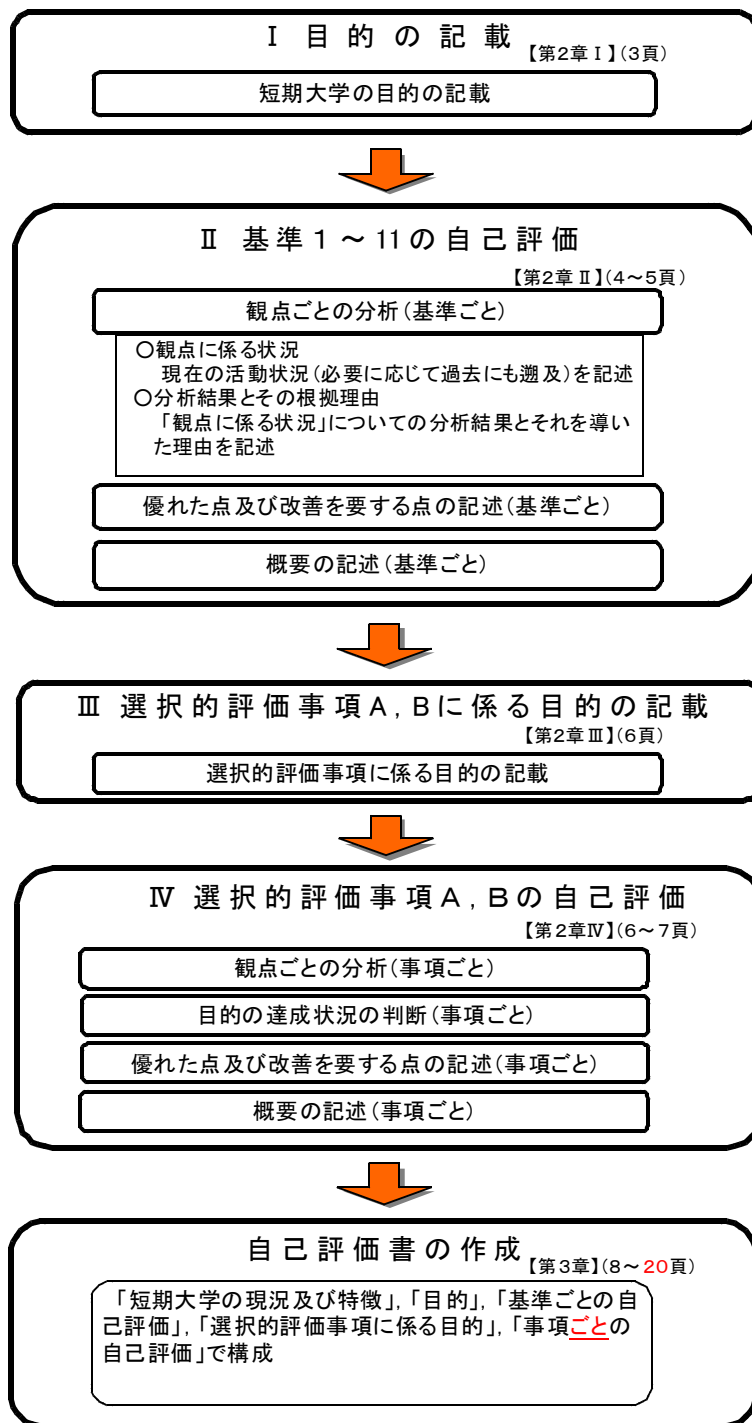 Ⅰ 目的の記載
【第2章Ⅰ】(3頁)
短期大学の目的の記載
Ⅱ 基準1～11の自己評価
【第2章Ⅱ】(4～5頁)
観点ごとの分析(基準ごと)
○観点に係る状況
現在の活動状況(必要に応じて過去にも遡及)を記述
○分析結果とその根拠理由
「観点に係る状況」についての分析結果とそれを導い
た理由を記述
優れた点及び改善を要する点の記述(基準ごと)
概要の記述(基準ごと)
Ⅲ 選択的評価事項A,Bに係る目的の記載
【第2章Ⅲ】(6頁)
選択的評価事項に係る目的の記載
Ⅳ 選択的評価事項A,Bの自己評価
【第2章Ⅳ】(6～7頁)
観点ごとの分析(事項ごと)
目的の達成状況の判断(事項ごと)
優れた点及び改善を要する点の記述(事項ごと)
概要の記述(事項ごと)
自己評価書の作成
【第3章】(8～20頁)
「短期大学の現況及び特徴」,「目的」,「基準ごとの自
己評価」,「選択的評価事項に係る目的」,「事項ごとの
自己評価」で構成